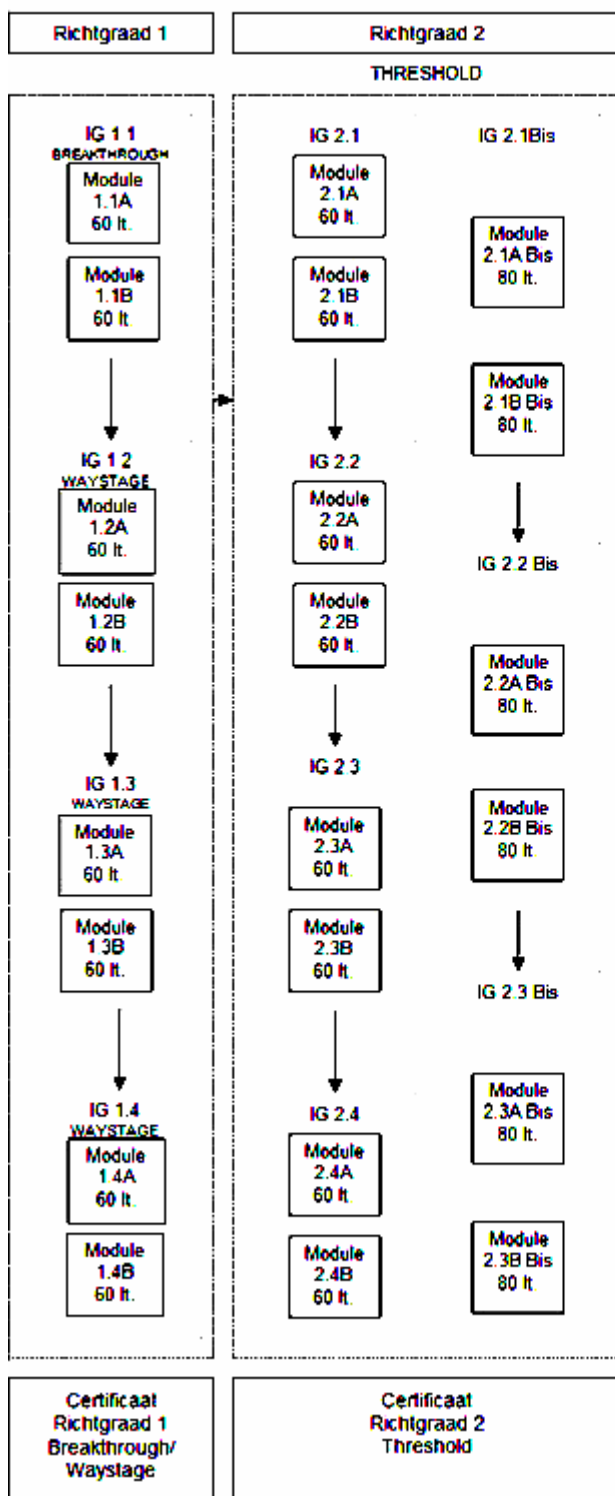 Richtgraad 1
Richtgraad 2
THRESHOLD
IG 1 1
BREAKTHROUGH
Module
1.1A
60 lt.
Module
1.1B
60 lt.
IG 1 2
WAYSTAGE
Module
1.2A
60 lt.
Module
1.2B
60 lt.
IG 1.3
WAYSTAGE
Module
1.3A
60 lt.
Module
1.3B
60 lt.
IG 1.4
WAYSTAGE
Module
1.4A
60 lt.
Module
1.4B
60 lt.
IG 2.1
Module
2.1A
60 lt.
Module
2.1B
60 lt.
IG 2.2
Module
2.2A
60 lt.
Module
2.2B
60 lt.
IG 2.3
Module
2.3A
60 lt.
Module
2.3B
60 lt.
IG 2.4
Module
2.4A
60 lt.
Module
2.4B
60 lt.
IG 2.1Bis
Module
2.1A Bis
80 lt.
Module
2.1B Bis
80 lt.
IG 2.2 Bis
Module
2.2A Bis
80 lt.
Module
2.2B Bis
80 lt.
IG 2.3 Bis
Module
2.3A Bis
80 lt.
Module
2.3B Bis
80 lt.
Certificaat
Richtgraad 1
Breakthrough/
Waystage
Certificaat
Richtgraad 2
Threshold